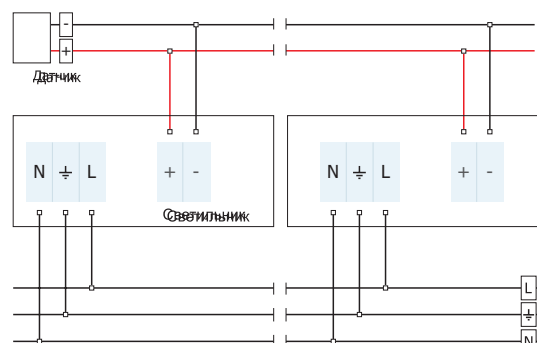 -
+
Датчик
N ⏚ L + -
N ⏚ L + -
Светильник
L
⏚
N